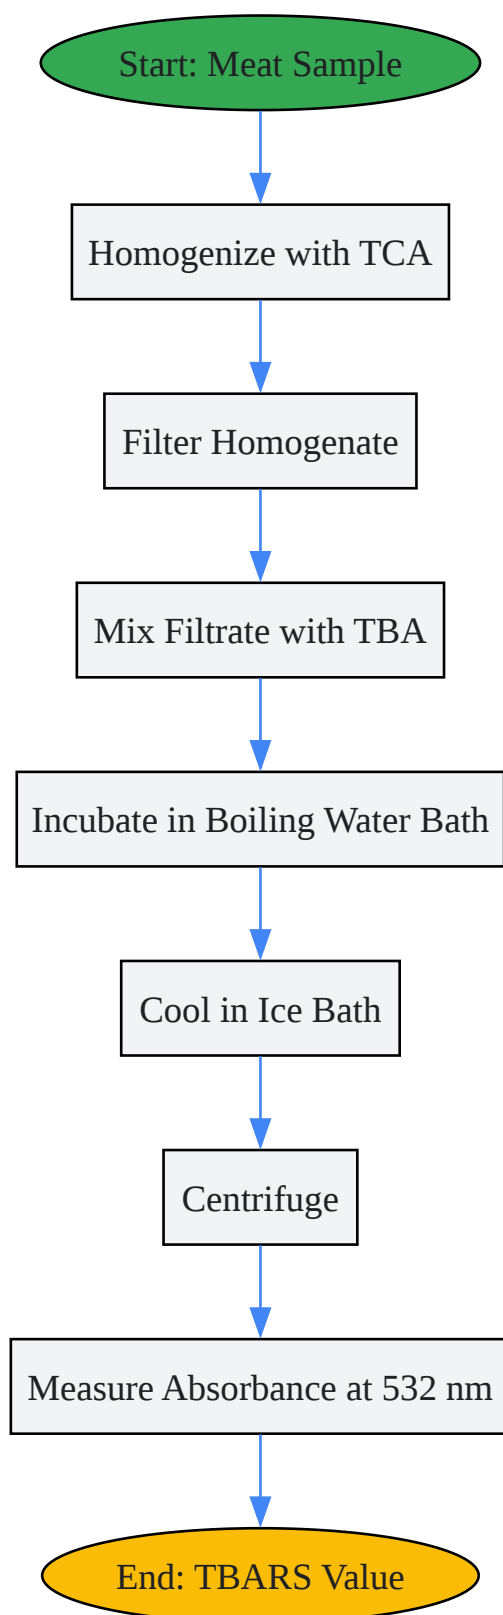 Start: Meat Sample
Homogenize with TCA
Filter Homogenate
Mix Filtrate with TBA
Incubate in Boiling Water Bath
Cool in Ice Bath
Centrifuge
Measure Absorbance at 532 nm
End: TBARS Value